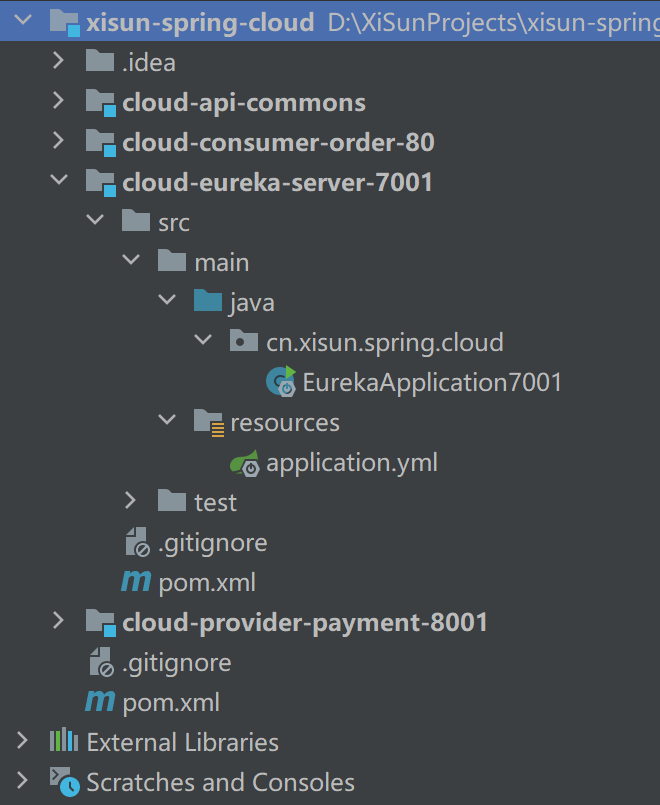 xisun-spring-cloud D:\XiSunProjects\xisun-spring
.idea
cloud-api-commons
cloud-consumer-order-80
cloud-eureka-server-7001
src
main
java
cn.xisun.spring.cloud
EurekaApplication7001
resources
application.yml
test
.gitignore
pom.xml
cloud-provider-payment-8001
.gitignore
pom.xml
External Libraries
Scratches and Consoles